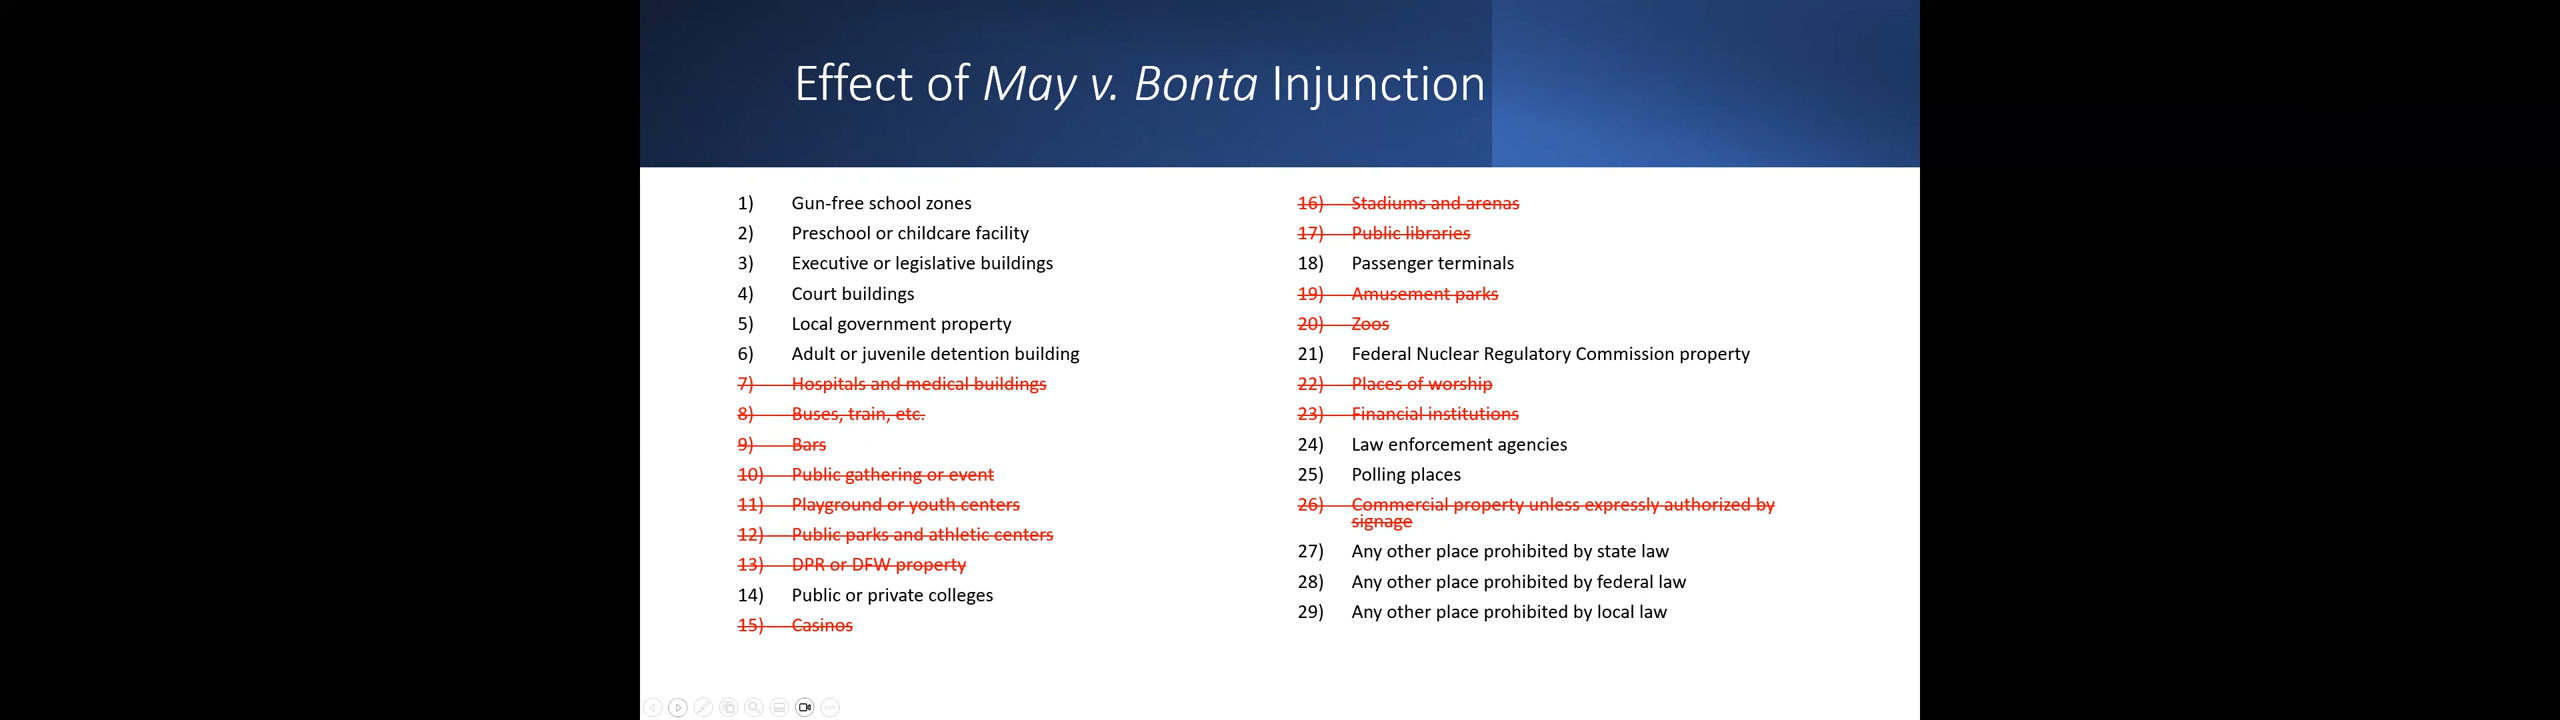 Effect of May v. Bonta Injunction
1) Gun-free school zones
2) Preschool or childcare facility
3) Executive or legislative buildings
4) Court buildings
5) Local government property
6) Adult or juvenile detention building
7) Hospitals and medical buildings
8) Buses, train, etc.
9) Bars
10) Public gathering or event
11) Playground or youth centers
12) Public parks and athletic centers
13) DPR or DFW property
14) Public or private colleges
15) Casinos
16) Stadiums and arenas
17) Public libraries
18) Passenger terminals
19) Amusement parks
20) Zoos
21) Federal Nuclear Regulatory Commission property
22) Places of worship
23) Financial institutions
24) Law enforcement agencies
25) Polling places
26) Commercial property unless expressly authorized by
signage
27) Any other place prohibited by state law
28) Any other place prohibited by federal law
29) Any other place prohibited by local law